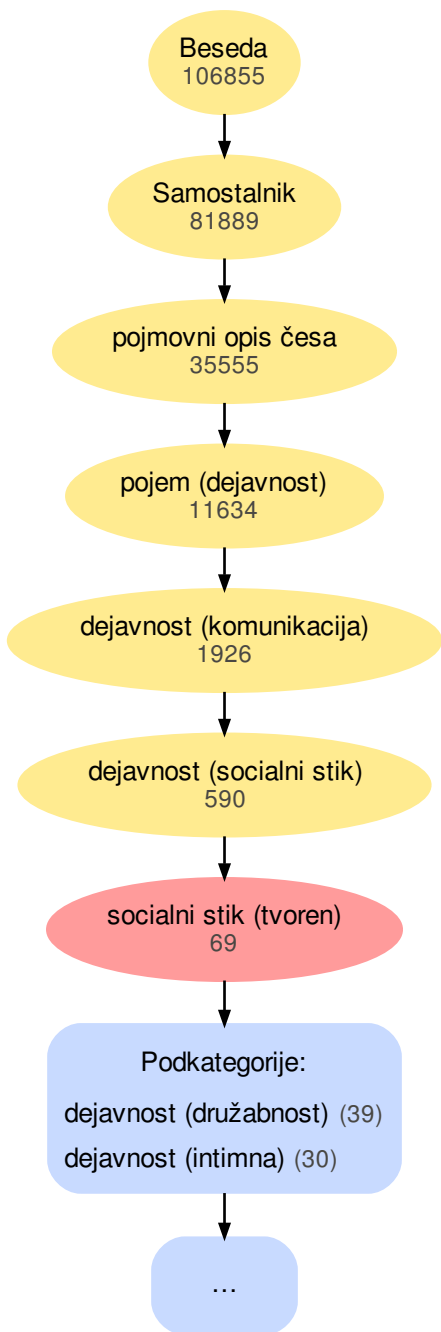 Beseda
106855
Samostalnik
81889
pojmovni opis česa
35555
pojem (dejavnost)
11634
dejavnost (komunikacija)
1926
dejavnost (socialni stik)
590
socialni stik (tvoren)
69
Podkategorije:
dejavnost (družabnost) (39)
dejavnost (intimna) (30)
...